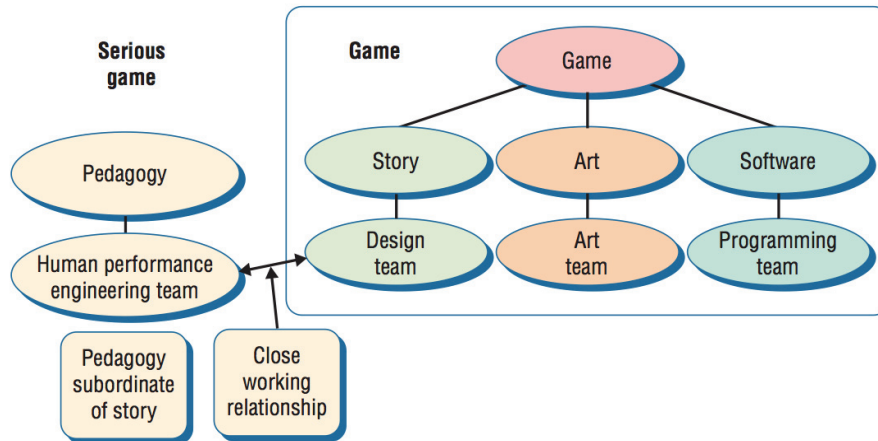 Serious
game
Game
Game
Story
Art
Software
Pedagogy
Design
team
Art
team
Programming
team
Human performance
engineering team
Pedagogy
subordinate
of story
Close
working
relationship